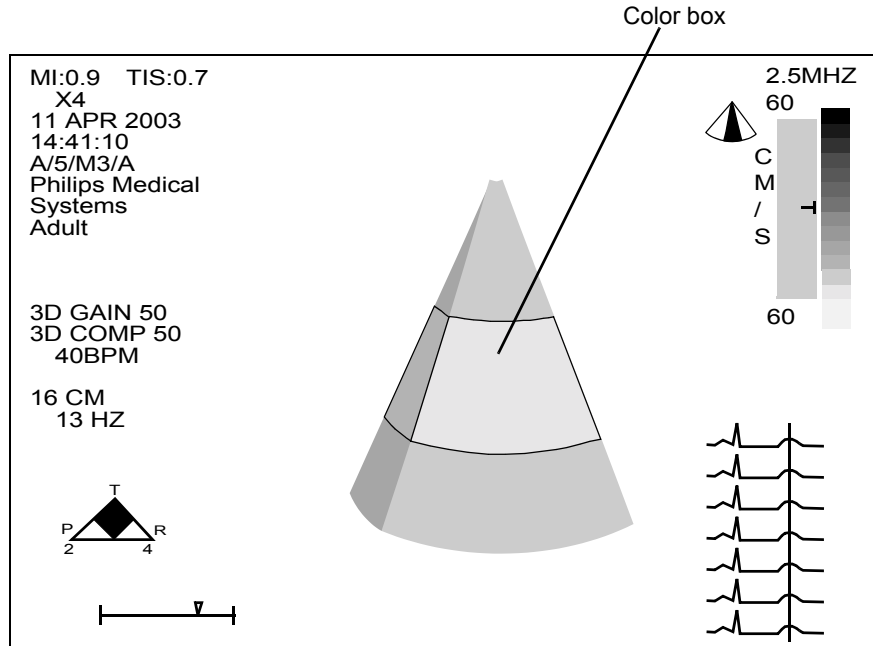 Color box
MI:0.9 TIS:0.7
X4
11 APR 2003
14:41:10
A/5/M3/A
Philips Medical
Systems
Adult
3D GAIN 50
3D COMP 50
40BPM
16 CM
13 HZ
T
P R
2 4
2.5MHZ
60
C
M
/
S
60